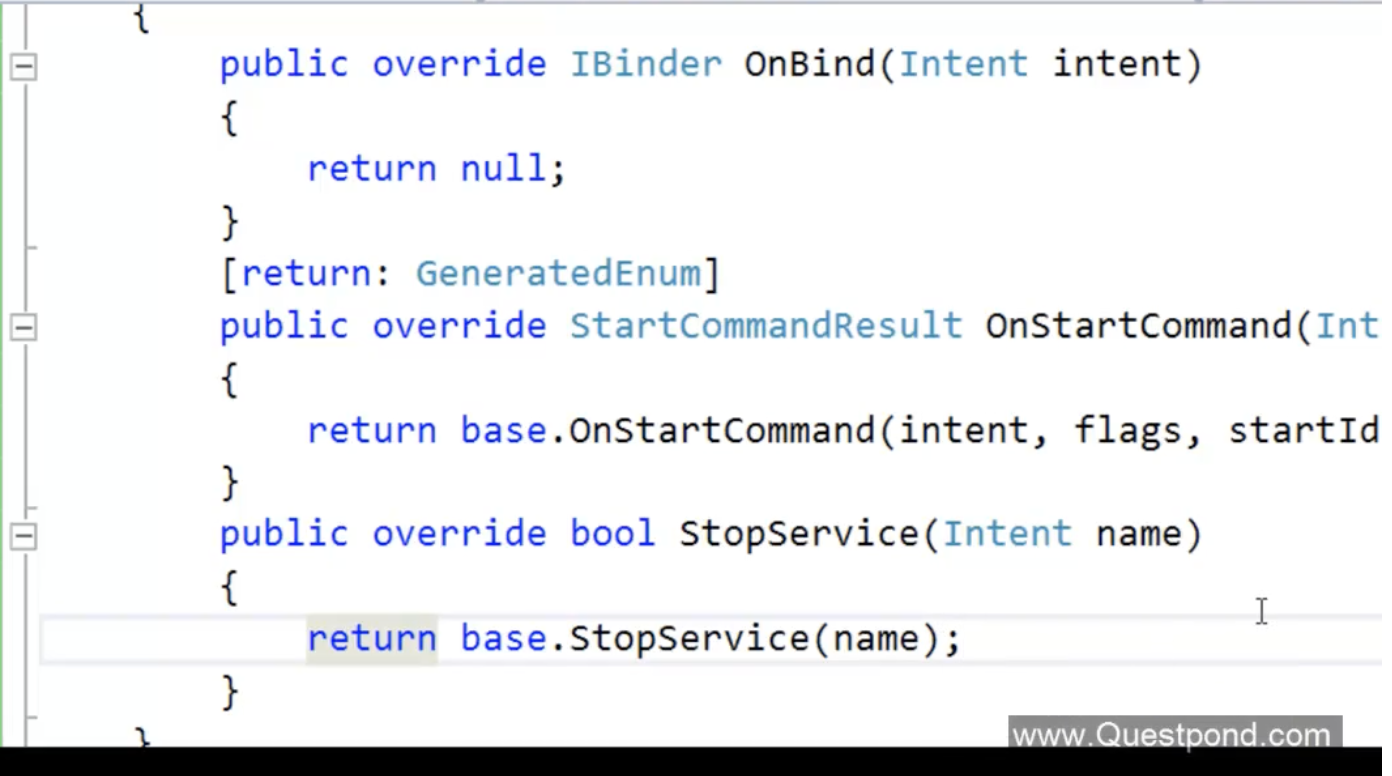 {
public override IBinder OnBind(Intent intent)
{
return null;
}
[return: GeneratedEnum]
public override StartCommandResult OnStartCommand(Int
{
return base.OnStartCommand(intent, flags, startId
}
public override bool StopService(Intent name)
{
return base.StopService(name);
}
}
www.Questpond.com